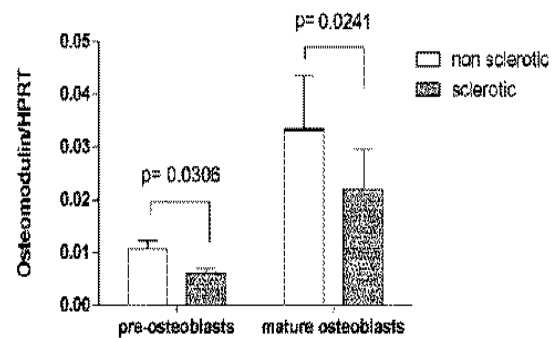 p= 0.0241
0.05
non sclerotic
sclerotic
0.04
0.03
p= 0.0306
0.02
0.01
0.00
Osteomodulin/HPRT
pre-osteoblasts
mature osteoblasts